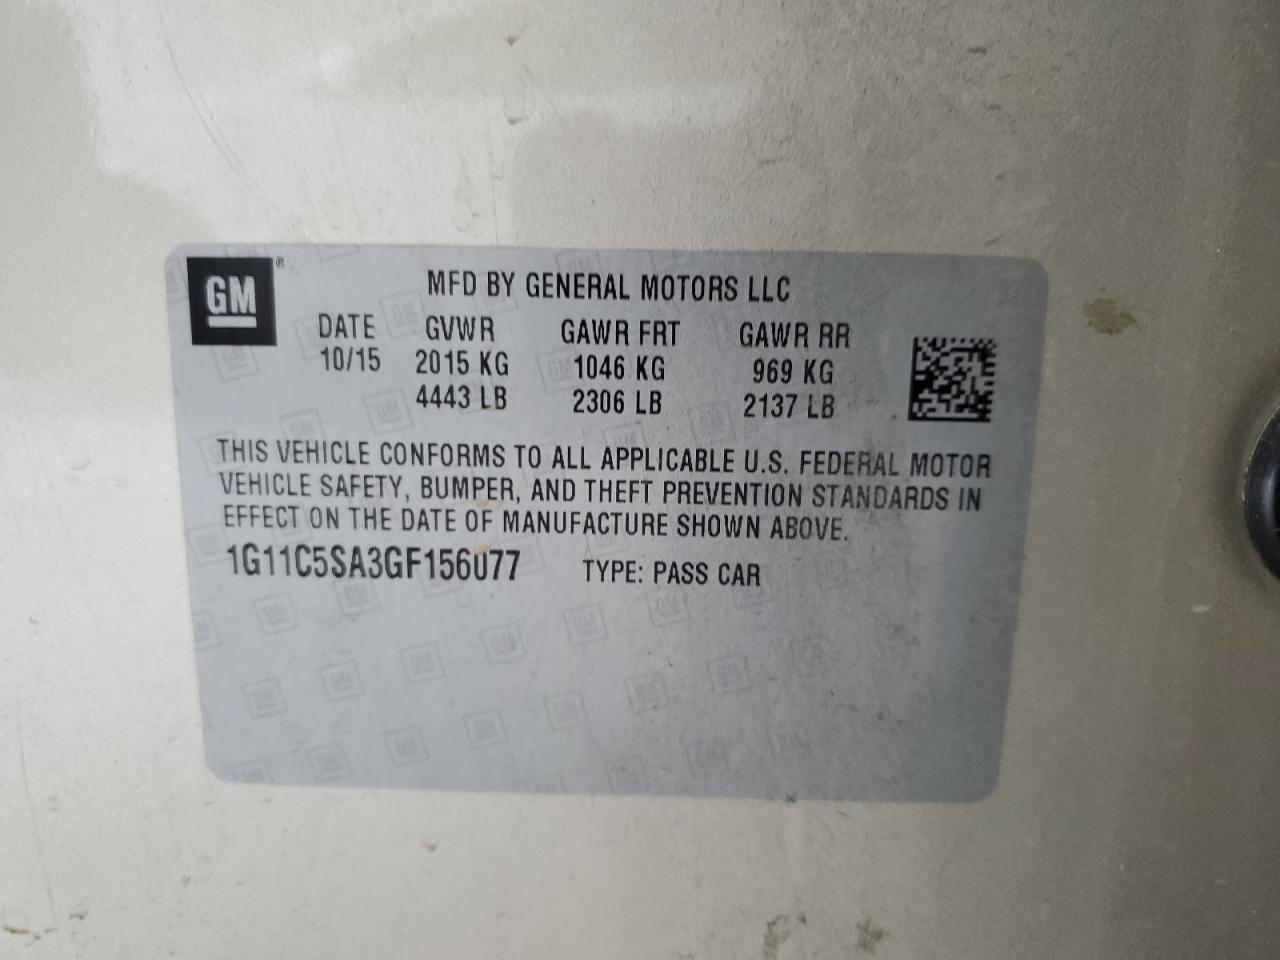 GM®
MFD BY GENERAL MOTORS LLC
DATE GVWR GAWR FRT GAWR RR
10/15 2015 KG 1046 KG 969 KG
4443 LB 2306 LB 2137 LB
THIS VEHICLE CONFORMS TO ALL APPLICABLE U.S. FEDERAL MOTOR
VEHICLE SAFETY, BUMPER, AND THEFT PREVENTION STANDARDS IN
EFFECT ON THE DATE OF MANUFACTURE SHOWN ABOVE.
1G11C5SA3GF156077 TYPE: PASS CAR